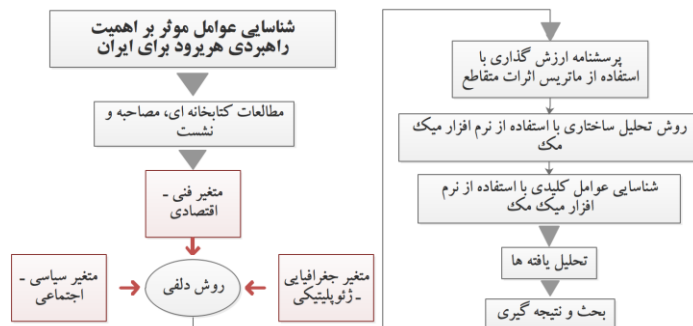 شناسایی عوامل موثر بر اهمیت
راهبردی هریرود برای ایران
مطالعات کتابخانه ای، مصاحبه و
نشست
متغیر فنی ـ
اقتصادی
متغیر سیاسی ـ
اجتماعی
روش دلفی
متغیر جغرافیایی
ـ ژئوپلیتیکی
پرسشنامه ارزش گذاری با
استفاده از ماتریس اثرات متقاطع
روش تحلیل ساختاری با استفاده از نرم افزار میک
مک
شناسایی عوامل کلیدی با استفاده از نرم
افزار میک مک
تحلیل یافته ها
بحث و نتیجه گیری